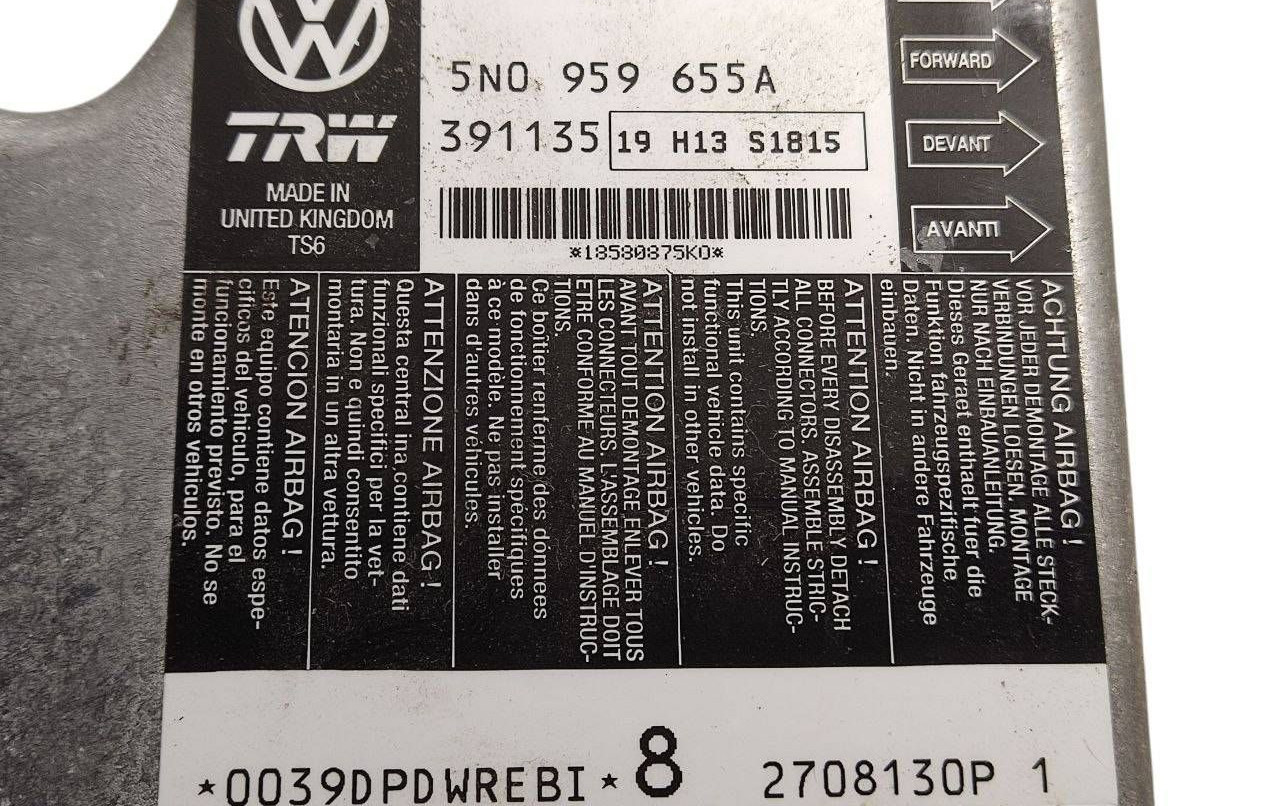 5N0 959 655A
391135 19 H13 S1815
TRW
MADE IN
UNITED KINGDOM
TS6
*18580875KO*
FORWARD
DEVANT
AVANTI
ACHTUNG AIRBAG !
VOR JEDER DEMONTAGE ALLE STECK-
VERBINDUNGEN LOESEN. MONTAGE
NUR NACH EINBAUANLEITUNG.
Dieses Geraet enthaelt fuer die
Funktion fahrzeugspezifische
Daten. Nicht in andere Fahrzeuge
einbauen.
ATTENTION AIRBAG !
BEFORE EVERY DISASSEMBLY DETACH
ALL CONNECTORS. ASSEMBLE STRIC-
TLY ACCORDING TO MANUAL INSTRUC-
TIONS.
This unit contains specific
functional vehicle data. Do
not install in other vehicles.
ATTENTION AIRBAG !
AVANT TOUT DEMONTAGE ENLEVER TOUS
LES CONNECTEURS. L'ASSEMBLAGE DOIT
ETRE CONFORME AU MANUEL D'INSTRUC-
TIONS.
Ce boîtier renferme des dónnees
de fonctionnement spécifiques
à ce modèle. Ne pas installer
dans d'autres véhicules.
ATTENZIONE AIRBAG !
Questa central ina contiene dati
funzionali specifici per la vet-
tura. Non e quindi consentito
montaria in un altra vettura.
ATENCION AIRBAG !
Este equipo contiene datos espe-
cíficos del vehiculo, para el
funcionamiento previsto. No se
monte en otros vehiculos.
*0039DPDWREBI*8 2708130P 1